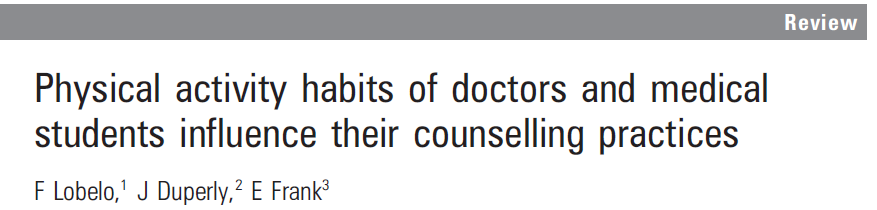 Review
Physical activity habits of doctors and medical
students influence their counselling practices
F Lobelo,¹ J Duperly,² E Frank³